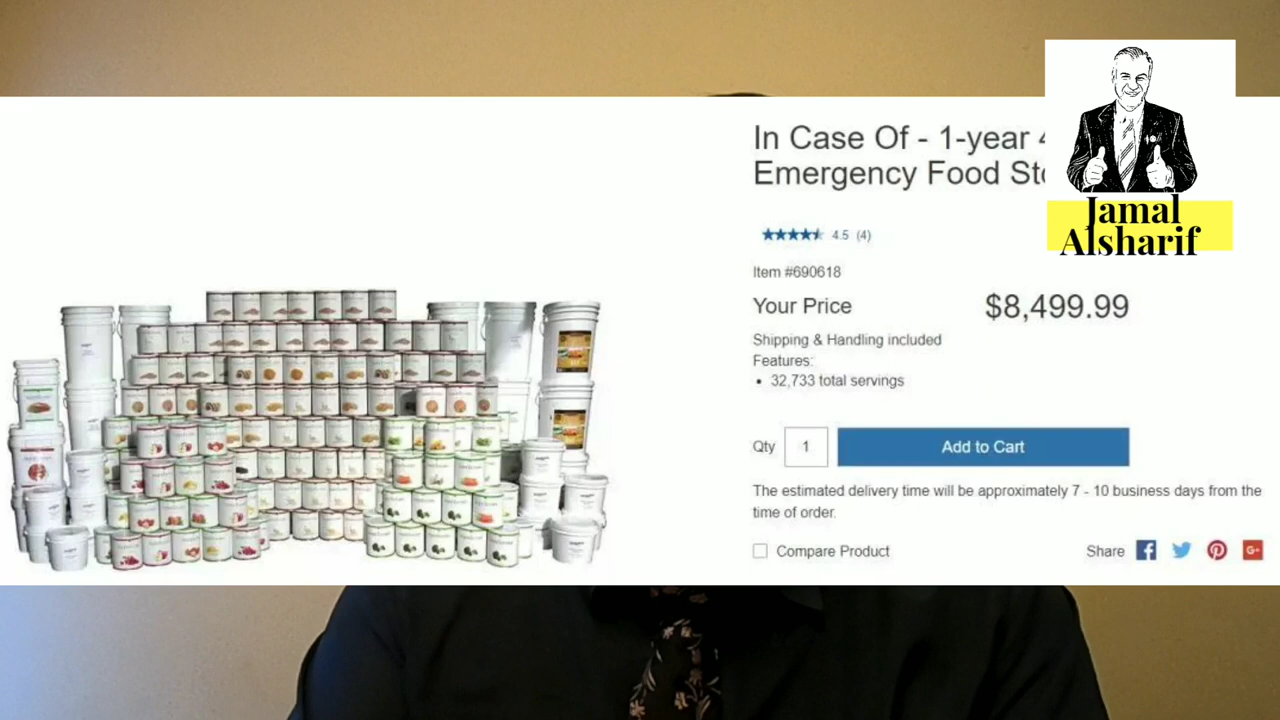 In Case Of - 1-year 4
Emergency Food Sto
4.5 (4)
Item #690618
Your Price $8,499.99
Shipping & Handling included
Features:
• 32,733 total servings
Qty 1 Add to Cart
The estimated delivery time will be approximately 7 - 10 business days from the
time of order.
Compare Product Share
G+
Jamal
Alsharif